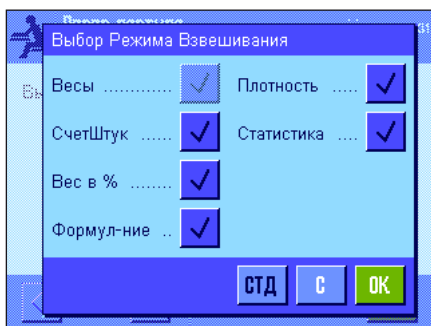 Выбор Режима Взвешивания
Весы ............ Плотность .....
СчетШтук ...... Статистика ....
Вес в % ........
Формул-ние ..
СТД C OK